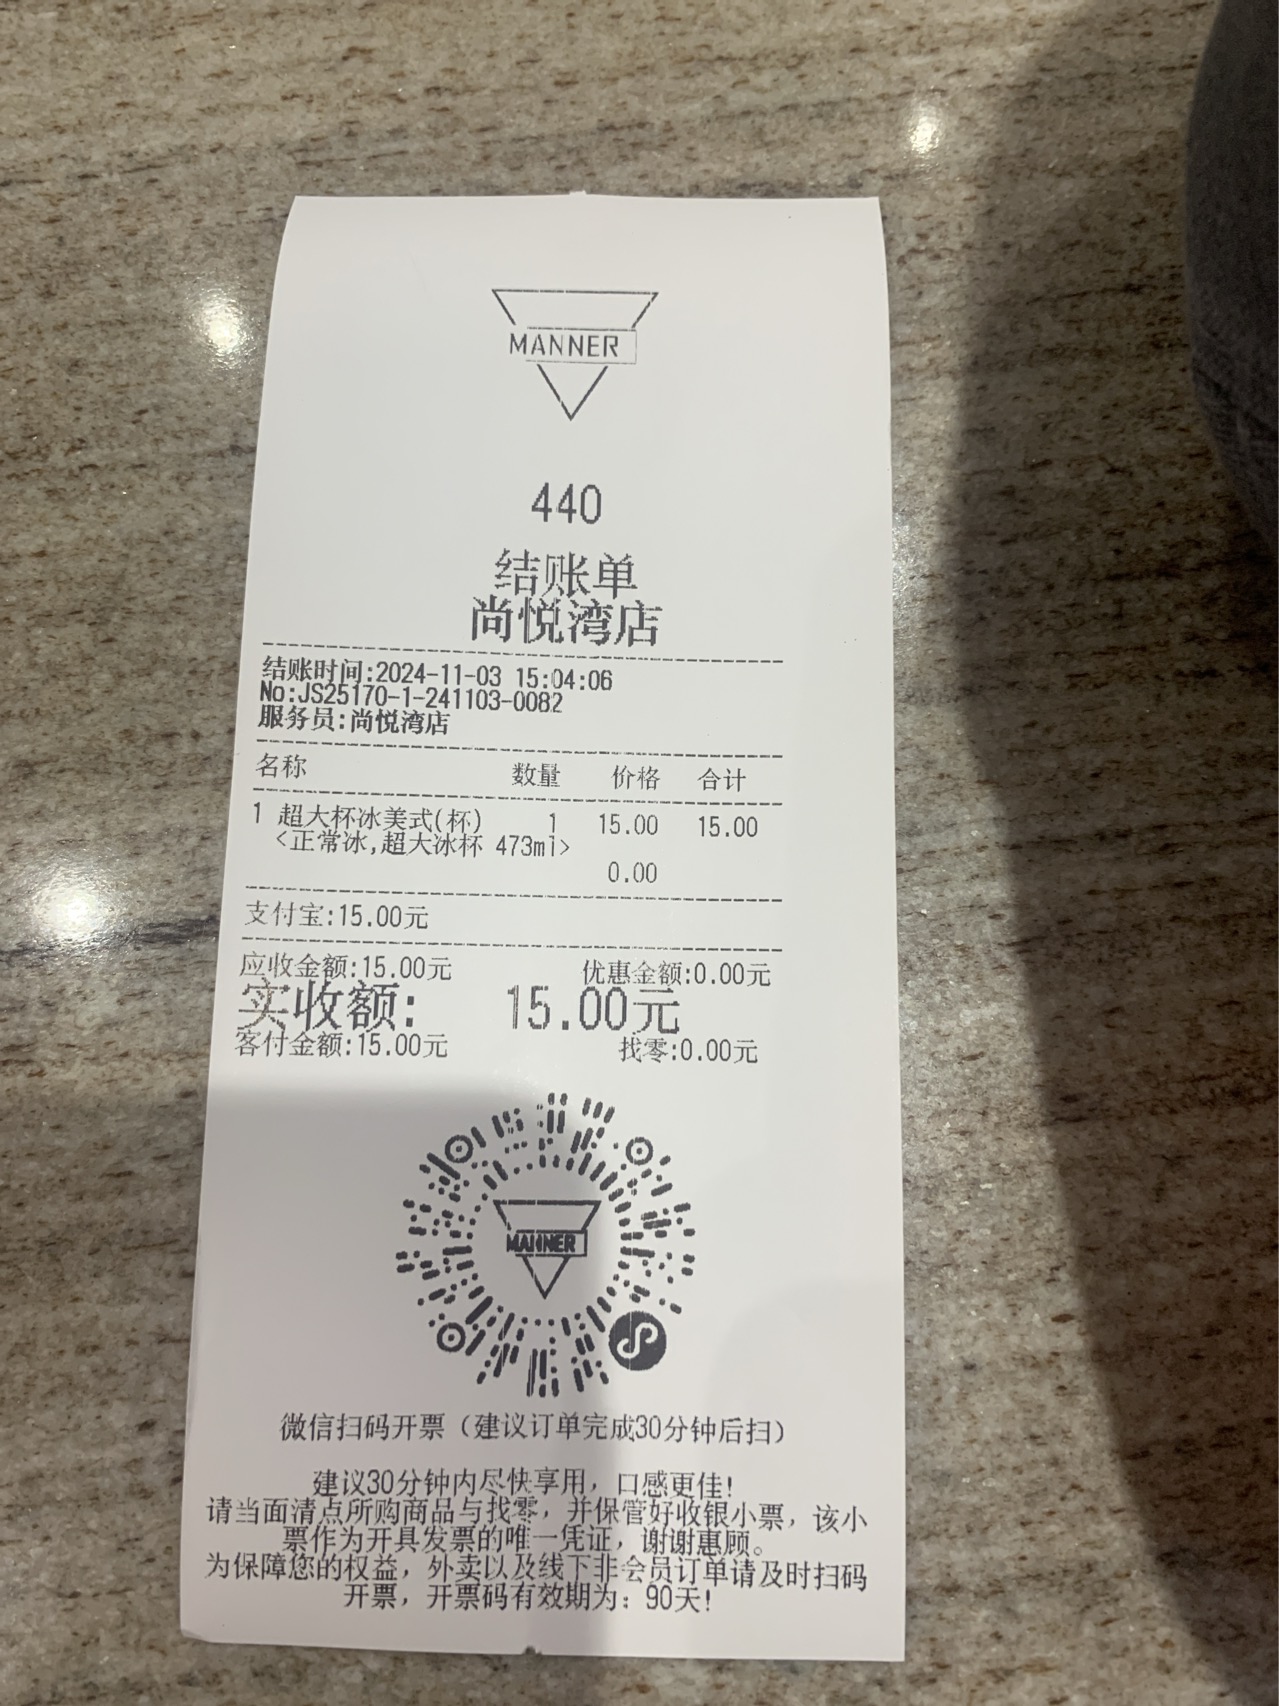 MANNER
440
结账单
尚悦湾店
结账时间:2024-11-03 15:04:06
No:JS25170-1-241103-0082
服务员:尚悦湾店
名称 数量 价格 合计
1 超大杯冰美式(杯) 1 15.00 15.00
<正常冰,超大冰杯 473ml>
0.00
支付宝:15.00元
应收金额:15.00元 优惠金额:0.00元
实收额: 15.00元
客付金额:15.00元 找零:0.00元
MANNER
微信扫码开票（建议订单完成30分钟后扫）
建议30分钟内尽快享用，口感更佳!
请当面清点所购商品与找零，并保管好收银小票，该小
票作为开具发票的唯一凭证，谢谢惠顾。
为保障您的权益，外卖以及线下非会员订单请及时扫码
开票，开票码有效期为：90天!